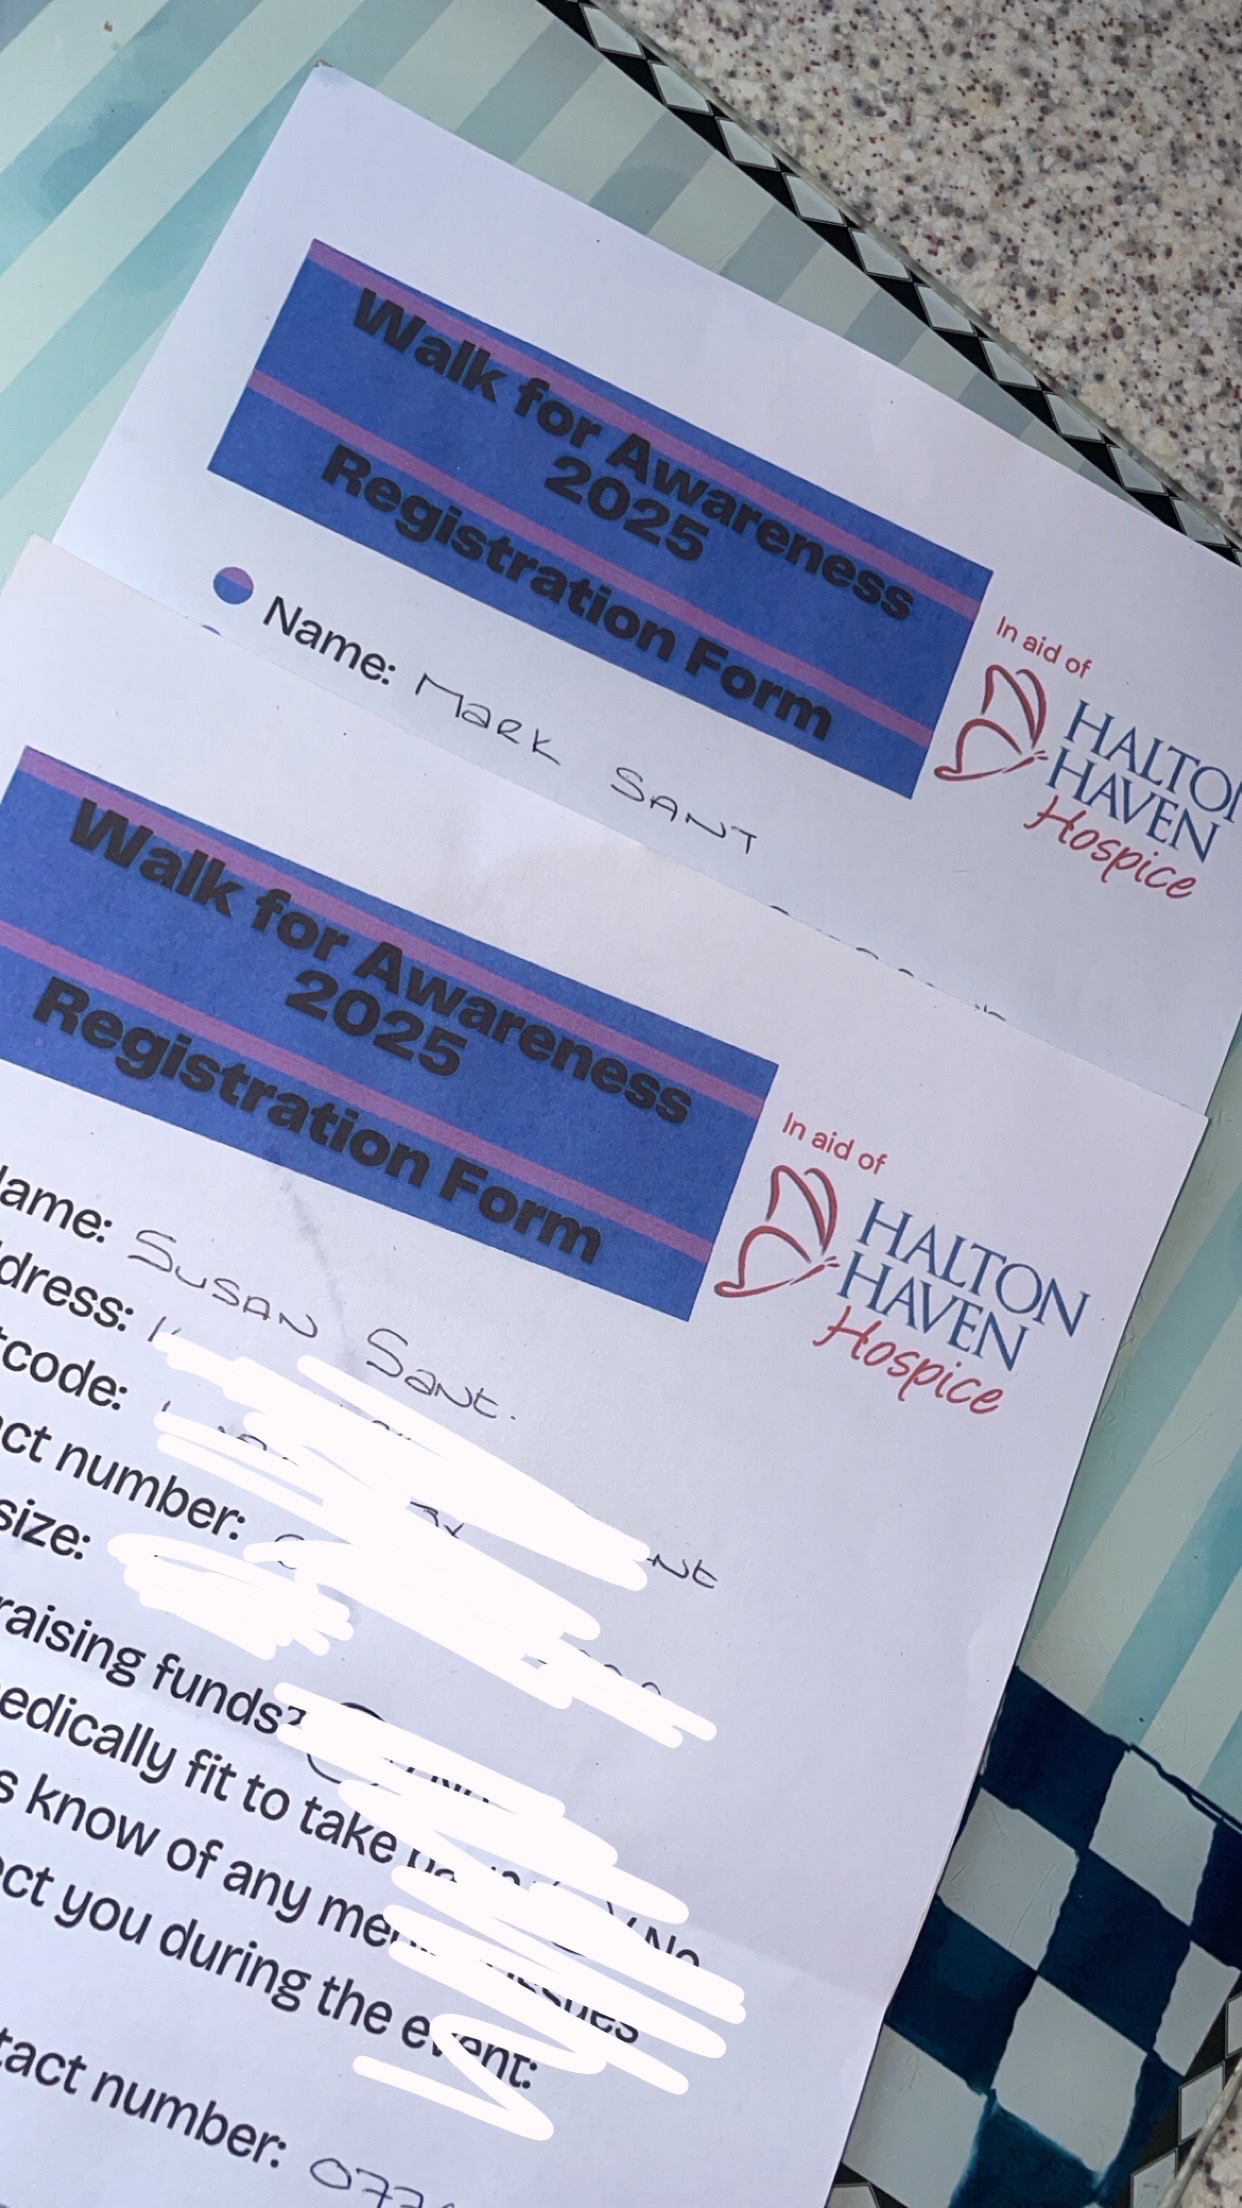 Walk for Awareness
2025
Registration Form
In aid of
HALTON
HAVEN
Hospice
Name: Mark SANT
Walk for Awareness
2025
Registration Form
In aid of
HALTON
HAVEN
Hospice
ame: SUSAN Sant.
dress:
tcode:
ct number:
size:
raising funds?
edically fit to take
s know of any
ect you during the event:
tact number: 077